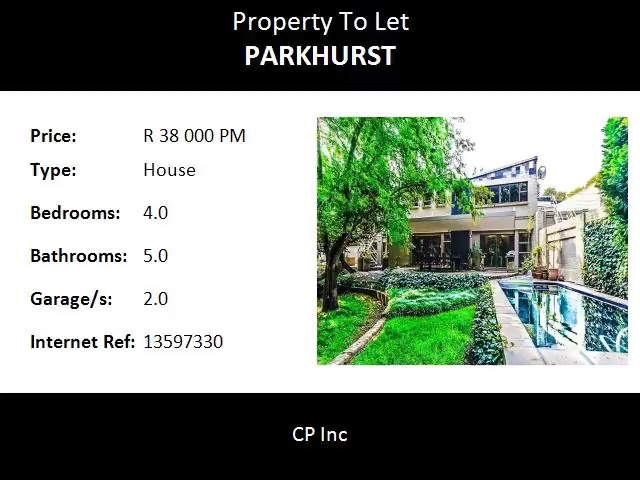 Property To Let
PARKHURST
Price: R 38 000 PM
Type: House
Bedrooms: 4.0
Bathrooms: 5.0
Garage/s: 2.0
Internet Ref: 13597330
CP Inc